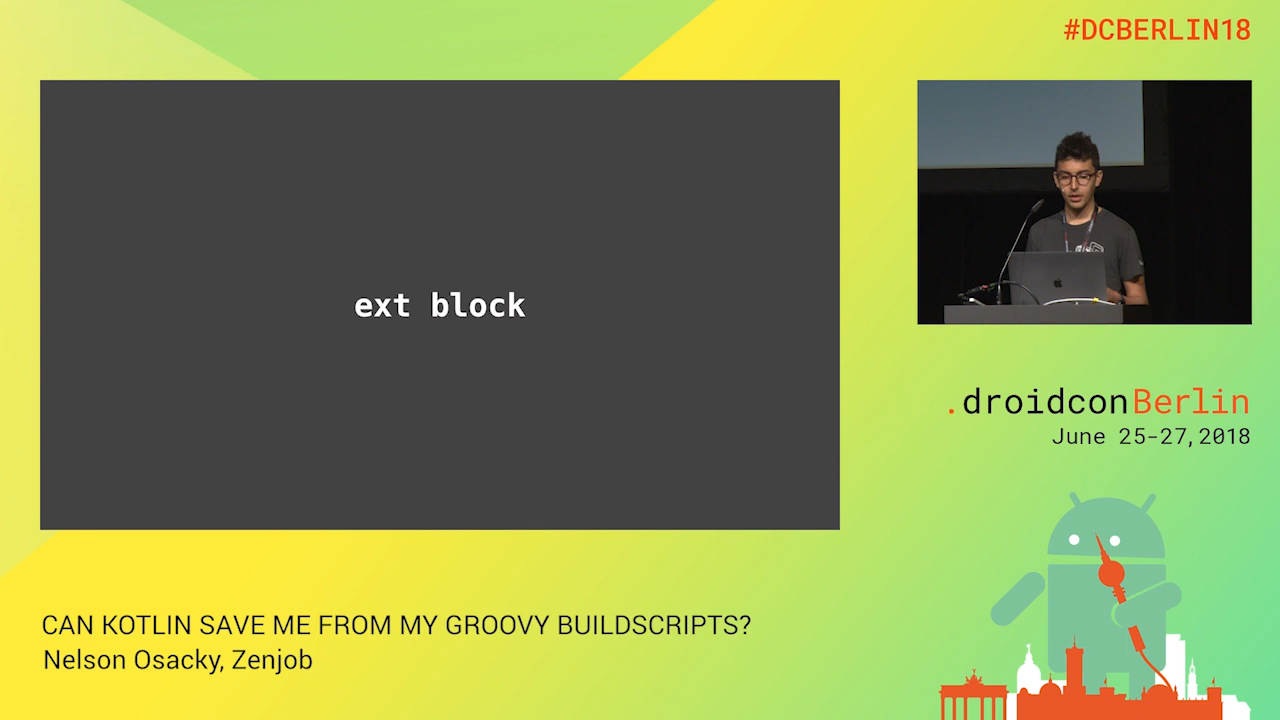 #DCBERLIN18
ext block
.droidconBerlin
June 25-27, 2018
CAN KOTLIN SAVE ME FROM MY GROOVY BUILDSCRIPTS?
Nelson Osacky, Zenjob